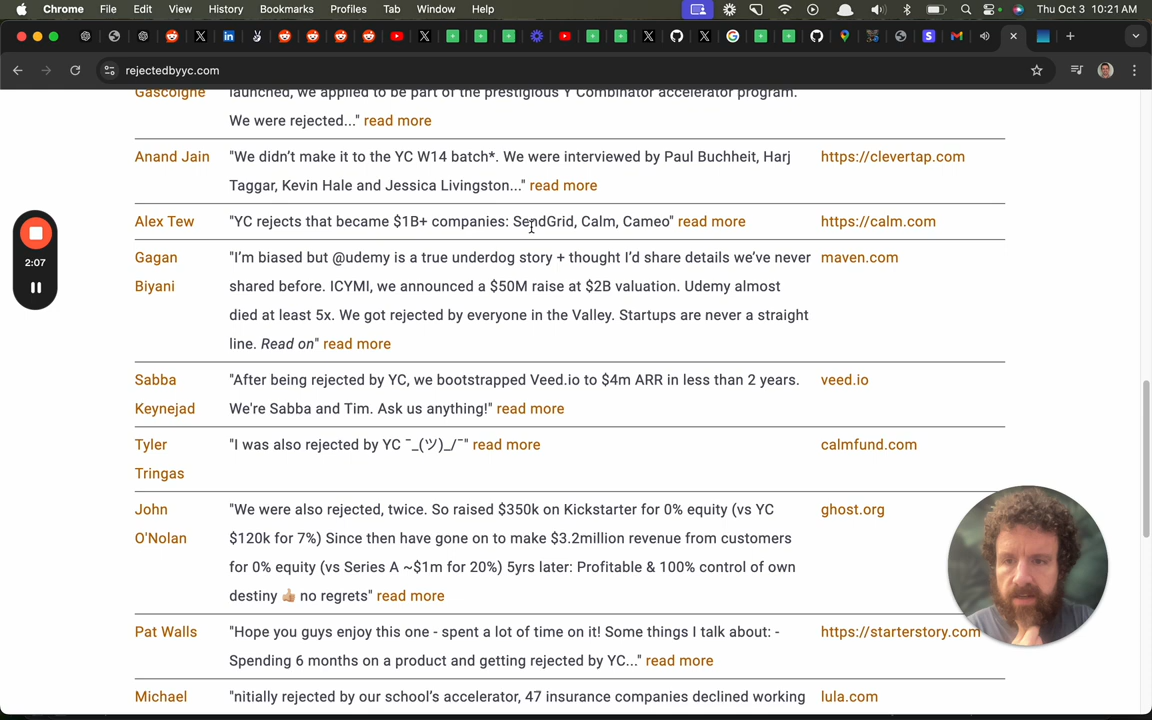 Chrome File Edit View History Bookmarks Profiles Tab Window Help Thu Oct 3 10:21 AM
rejectedbyyc.com
Gascoigne launched, we applied to be part of the prestigious Y Combinator accelerator program.
We were rejected..." read more
Anand Jain "We didn’t make it to the YC W14 batch*. We were interviewed by Paul Buchheit, Harj https://clevertap.com
Taggar, Kevin Hale and Jessica Livingston..." read more
Alex Tew "YC rejects that became $1B+ companies: SendGrid, Calm, Cameo" read more https://calm.com
2:07
Gagan "I’m biased but @udemy is a true underdog story + thought I’d share details we’ve never maven.com
Biyani shared before. ICYMI, we announced a $50M raise at $2B valuation. Udemy almost
died at least 5x. We got rejected by everyone in the Valley. Startups are never a straight
line. Read on" read more
Sabba "After being rejected by YC, we bootstrapped Veed.io to $4m ARR in less than 2 years. veed.io
Keynejad We're Sabba and Tim. Ask us anything!" read more
Tyler "I was also rejected by YC ¯_(ツ)_/¯" read more calmfund.com
Tringas
John "We were also rejected, twice. So raised $350k on Kickstarter for 0% equity (vs YC ghost.org
O'Nolan $120k for 7%) Since then have gone on to make $3.2million revenue from customers
for 0% equity (vs Series A ~$1m for 20%) 5yrs later: Profitable & 100% control of own
destiny 👍🏼 no regrets" read more
Pat Walls "Hope you guys enjoy this one - spent a lot of time on it! Some things I talk about: - https://starterstory.com
Spending 6 months on a product and getting rejected by YC..." read more
Michael "nitially rejected by our school’s accelerator, 47 insurance companies declined working lula.com